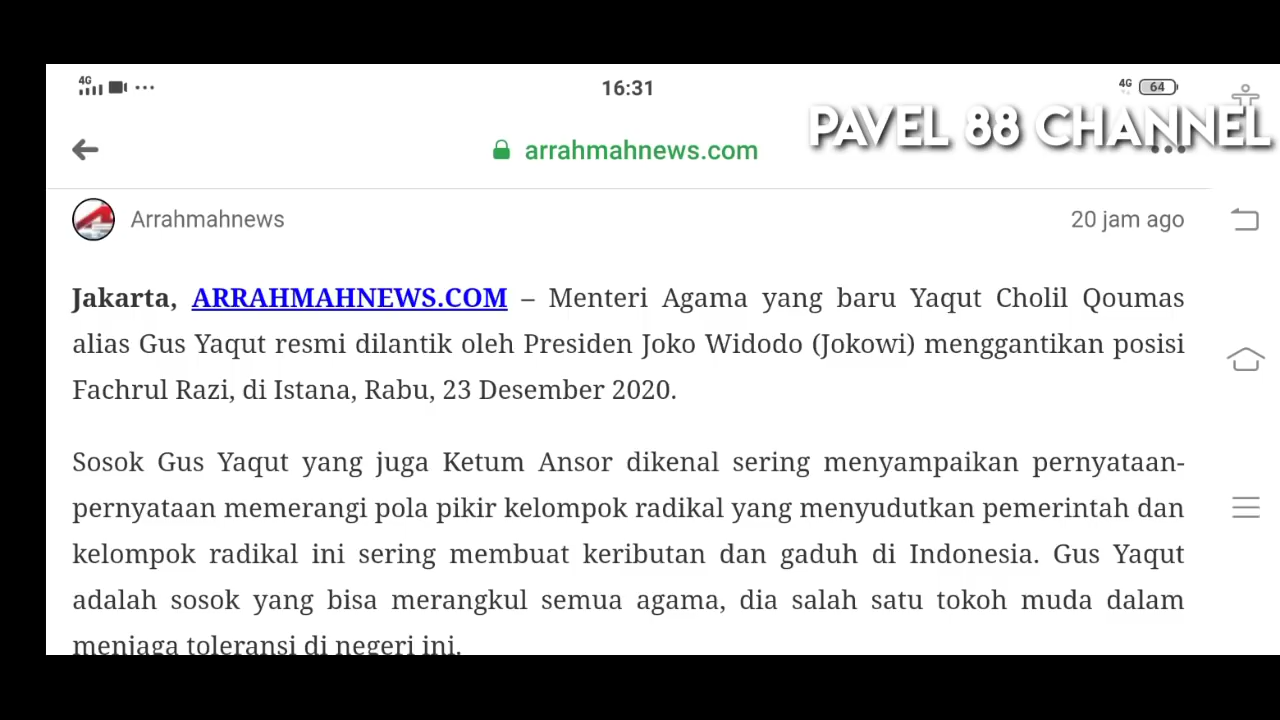 4G 16:31 4G 64
PAVEL 88 CHANNEL
arrahmahnews.com
Arrahmahnews 20 jam ago
Jakarta, ARRAHMAHNEWS.COM – Menteri Agama yang baru Yaqut Cholil Qoumas
alias Gus Yaqut resmi dilantik oleh Presiden Joko Widodo (Jokowi) menggantikan posisi
Fachrul Razi, di Istana, Rabu, 23 Desember 2020.
Sosok Gus Yaqut yang juga Ketum Ansor dikenal sering menyampaikan pernyataan-
pernyataan memerangi pola pikir kelompok radikal yang menyudutkan pemerintah dan
kelompok radikal ini sering membuat keributan dan gaduh di Indonesia. Gus Yaqut
adalah sosok yang bisa merangkul semua agama, dia salah satu tokoh muda dalam
menjaga toleransi di negeri ini.